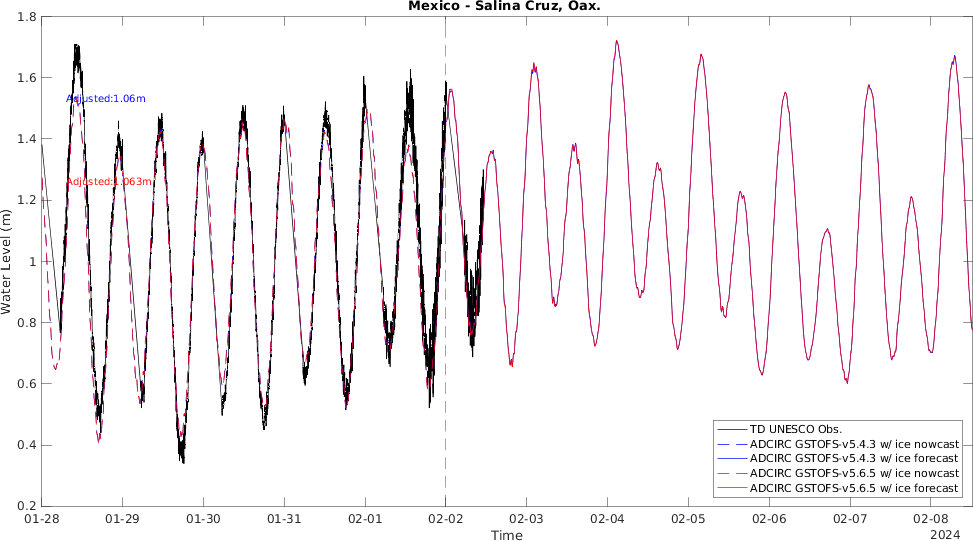 Mexico - Salina Cruz, Oax.
1.8
1.6
1.4
1.2
1
0.8
0.6
0.4
0.2
Water Level (m)
Adjusted:1.06m
Adjusted:1.063m
TD UNESCO Obs.
ADCIRC GSTOFS-v5.4.3 w/ ice nowcast
ADCIRC GSTOFS-v5.4.3 w/ ice forecast
ADCIRC GSTOFS-v5.6.5 w/ ice nowcast
ADCIRC GSTOFS-v5.6.5 w/ ice forecast
01-28 01-29 01-30 01-31 02-01 02-02 02-03 02-04 02-05 02-06 02-07 02-08
Time
2024